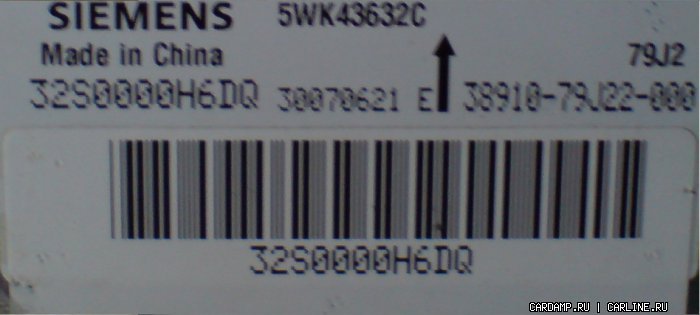 SIEMENS 5WK43632C
Made in China 79J2
32S0000H6DQ 30070621 E 38910-79J22-000
32S0000H6DQ
CARDAMP.RU | CARLINE.RU